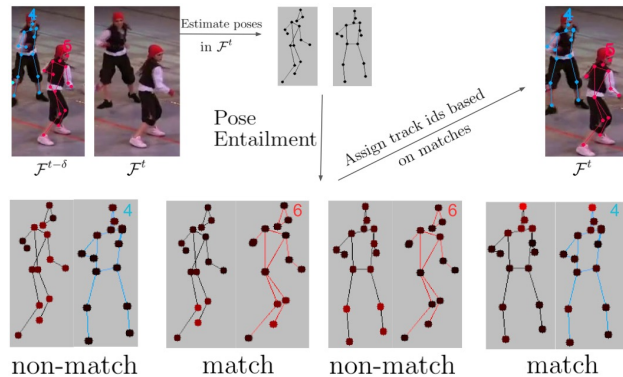 4
6
Estimate poses
in F^t
F^{t−δ}
F^t
Pose
Entailment
Assign track ids based
on matches
4
6
F^t
4
6
6
4
non-match
match
non-match
match